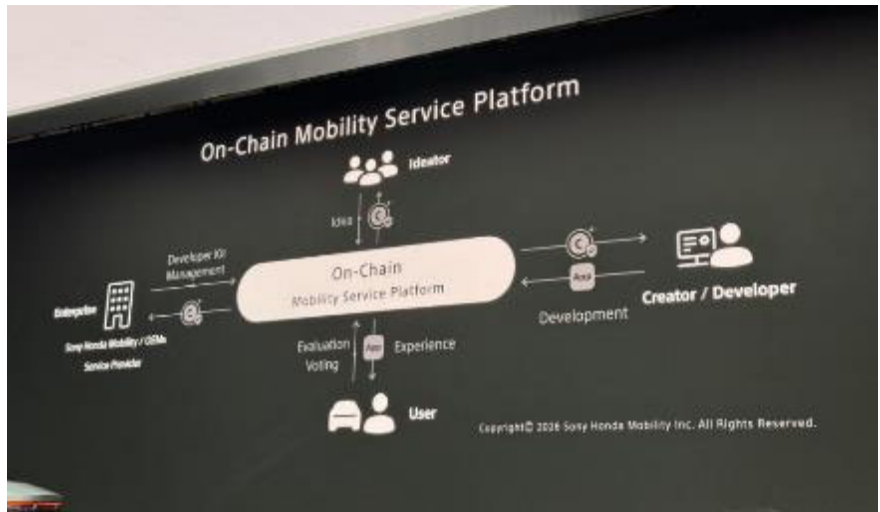 On-Chain Mobility Service Platform
Ideator
Idea
C
Developer Kit
Management
On-Chain
Mobility Service Platform
C
App
Development
Creator / Developer
Enterprise
Sony Honda Mobility / OEMs
Service Provider
Evaluation
Voting
App
Experience
User
Copyright© 2026 Sony Honda Mobility Inc. All Rights Reserved.